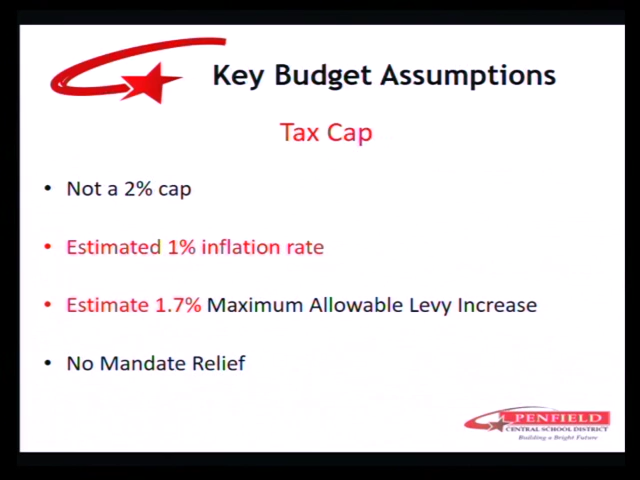 Key Budget Assumptions
Tax Cap
• Not a 2% cap
• Estimated 1% inflation rate
• Estimate 1.7% Maximum Allowable Levy Increase
• No Mandate Relief
PENFIELD
CENTRAL SCHOOL DISTRICT
Building a Bright Future